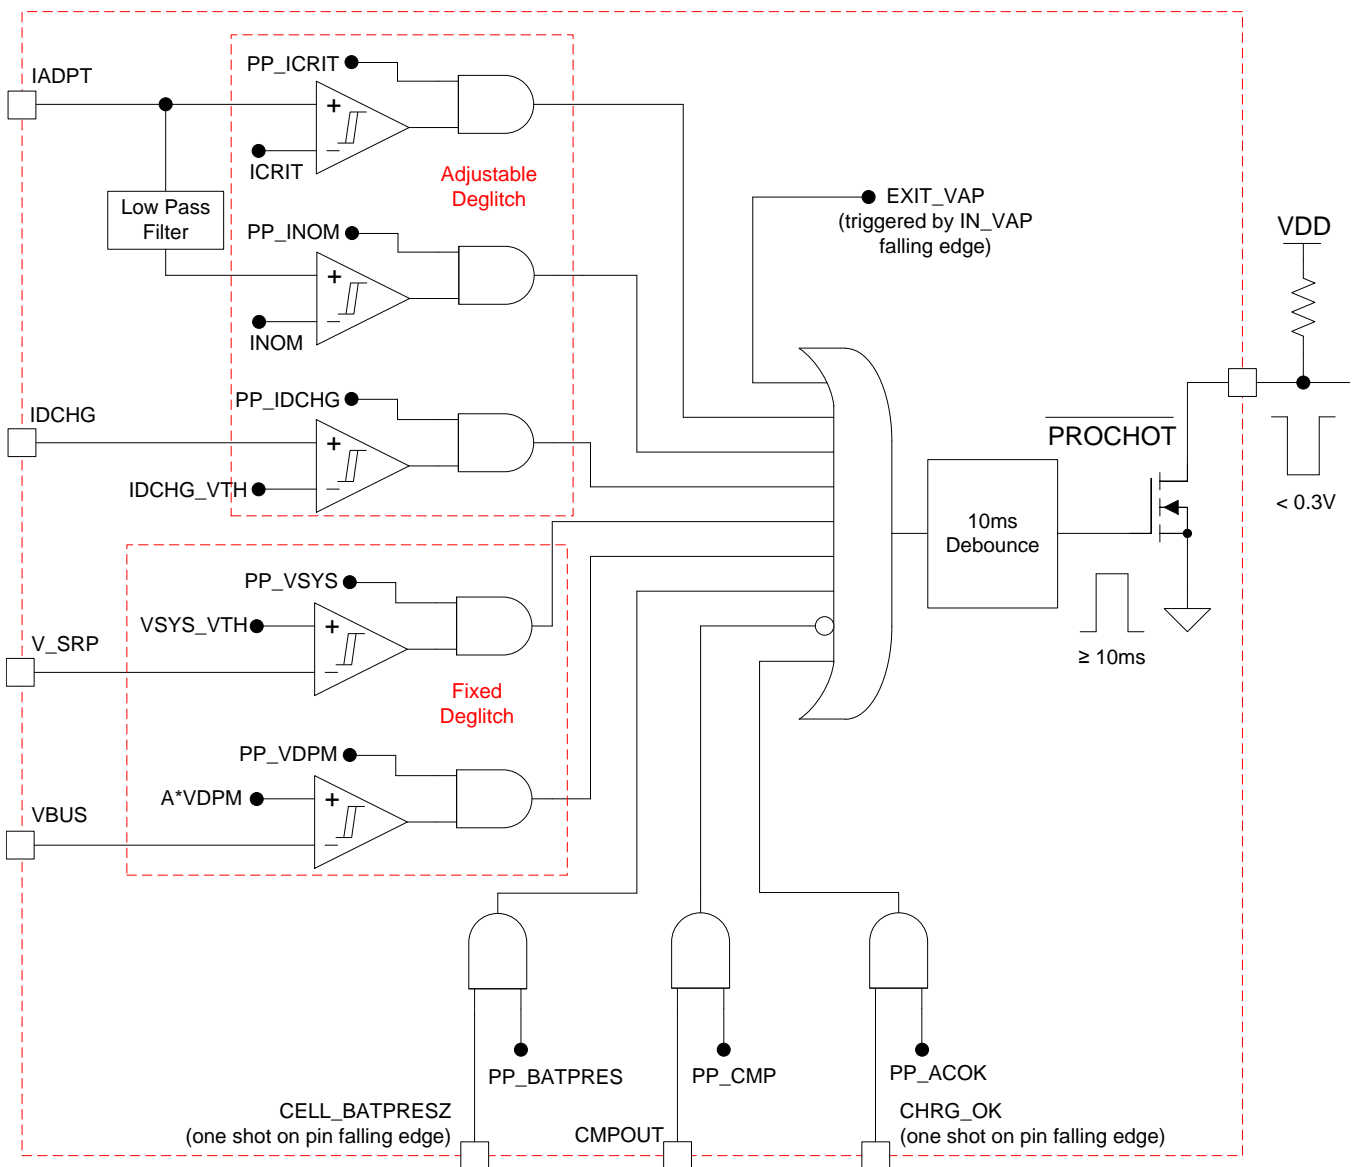 IADPT
PP_ICRIT
+
−
ICRIT
Adjustable
Deglitch
Low Pass
Filter
PP_INOM
+
−
INOM
EXIT_VAP
(triggered by IN_VAP
falling edge)
VDD
IDCHG
PP_IDCHG
+
−
IDCHG_VTH
PROCHOT
< 0.3V
10ms
Debounce
≥ 10ms
PP_VSYS
VSYS_VTH
+
−
V_SRP
Fixed
Deglitch
PP_VDPM
A*VDPM
+
−
VBUS
PP_BATPRES
PP_CMP
PP_ACOK
CELL_BATPRESZ
(one shot on pin falling edge)
CMPOUT
CHRG_OK
(one shot on pin falling edge)